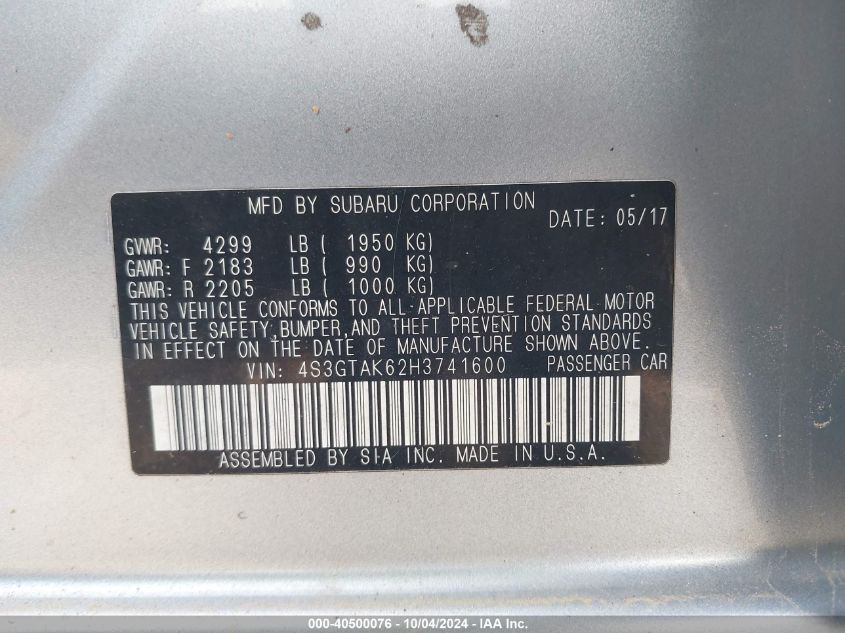 MFD BY SUBARU CORPORATION
DATE: 05/17
GVWR: 4299 LB ( 1950 KG)
GAWR: F 2183 LB ( 990 KG)
GAWR: R 2205 LB ( 1000 KG)
THIS VEHICLE CONFORMS TO ALL APPLICABLE FEDERAL MOTOR
VEHICLE SAFETY, BUMPER, AND THEFT PREVENTION STANDARDS
IN EFFECT ON THE DATE OF MANUFACTURE SHOWN ABOVE.
VIN: 4S3GTAK62H3741600 PASSENGER CAR
ASSEMBLED BY SIA INC. MADE IN U.S.A.
000-40500076 - 10/04/2024 - IAA Inc.